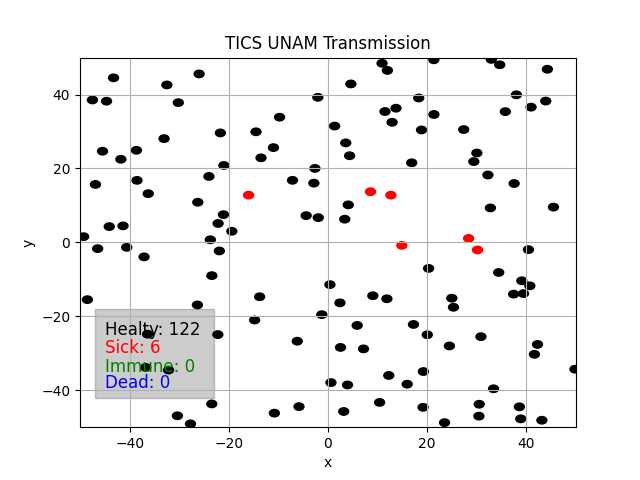 TICS UNAM Transmission
40
20
0
−20
−40
y
Healty: 122
Sick: 6
Immune: 0
Dead: 0
−40 −20 0 20 40
x